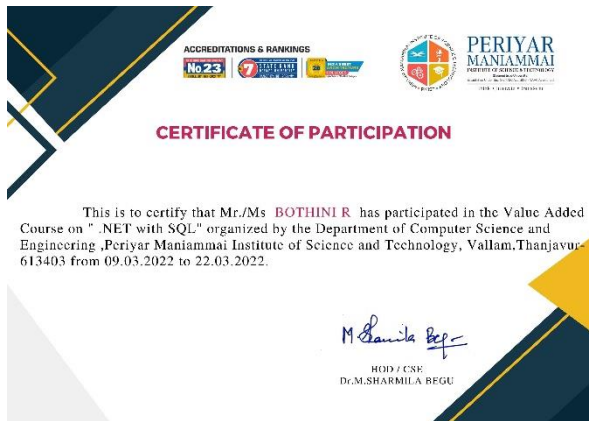 ACCREDITATIONS & RANKINGS
No 23
7
PERIYAR
MANIAMMAI
INSTITUTE OF SCIENCE & TECHNOLOGY
CERTIFICATE OF PARTICIPATION
This is to certify that Mr./Ms BOTHINI R has participated in the Value Added
Course on " .NET with SQL" organized by the Department of Computer Science and
Engineering ,Periyar Maniammai Institute of Science and Technology, Vallam,Thanjavur-
613403 from 09.03.2022 to 22.03.2022.
HOD / CSE
Dr.M.SHARMILA BEGU